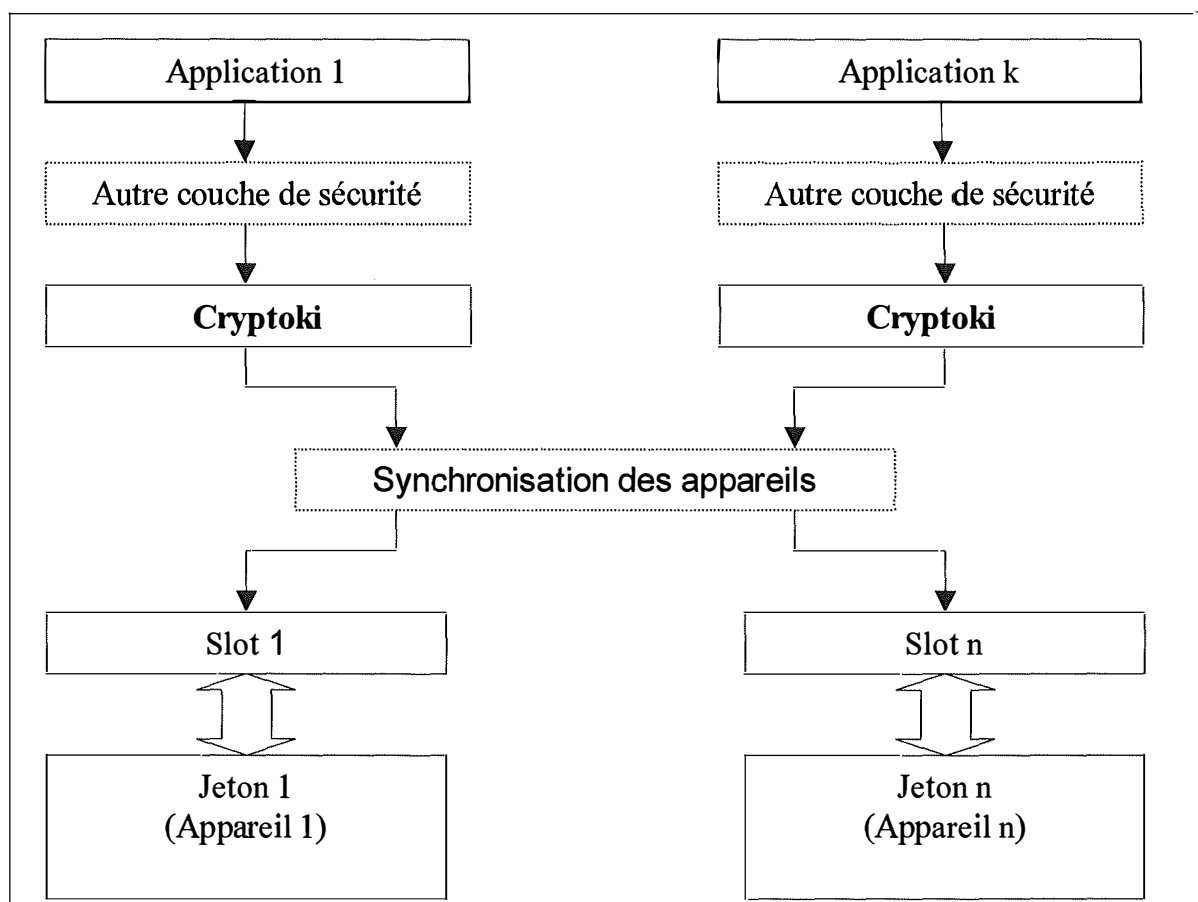 Application 1
Application k
Autre couche de sécurité
Autre couche de sécurité
Cryptoki
Cryptoki
Synchronisation des appareils
Slot 1
Slot n
Jeton 1
(Appareil 1)
Jeton n
(Appareil n)